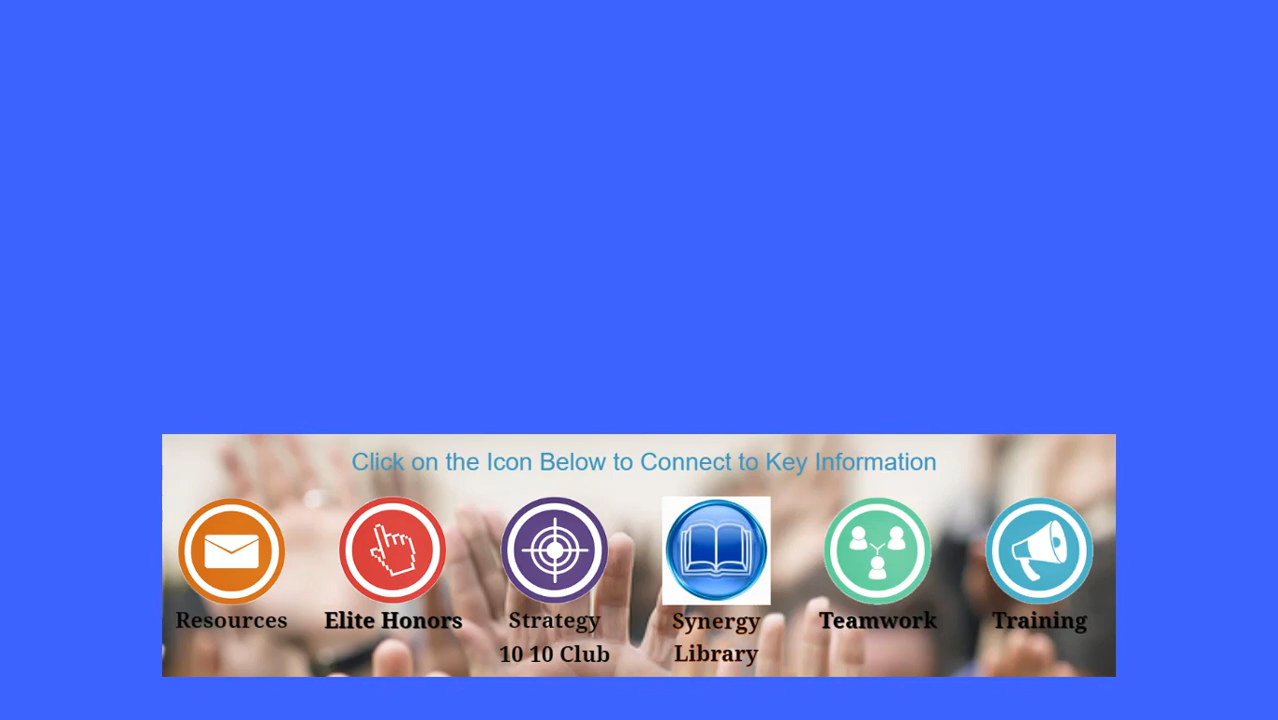 Click on the Icon Below to Connect to Key Information
Resources
Elite Honors
Strategy
10 10 Club
Synergy
Library
Teamwork
Training